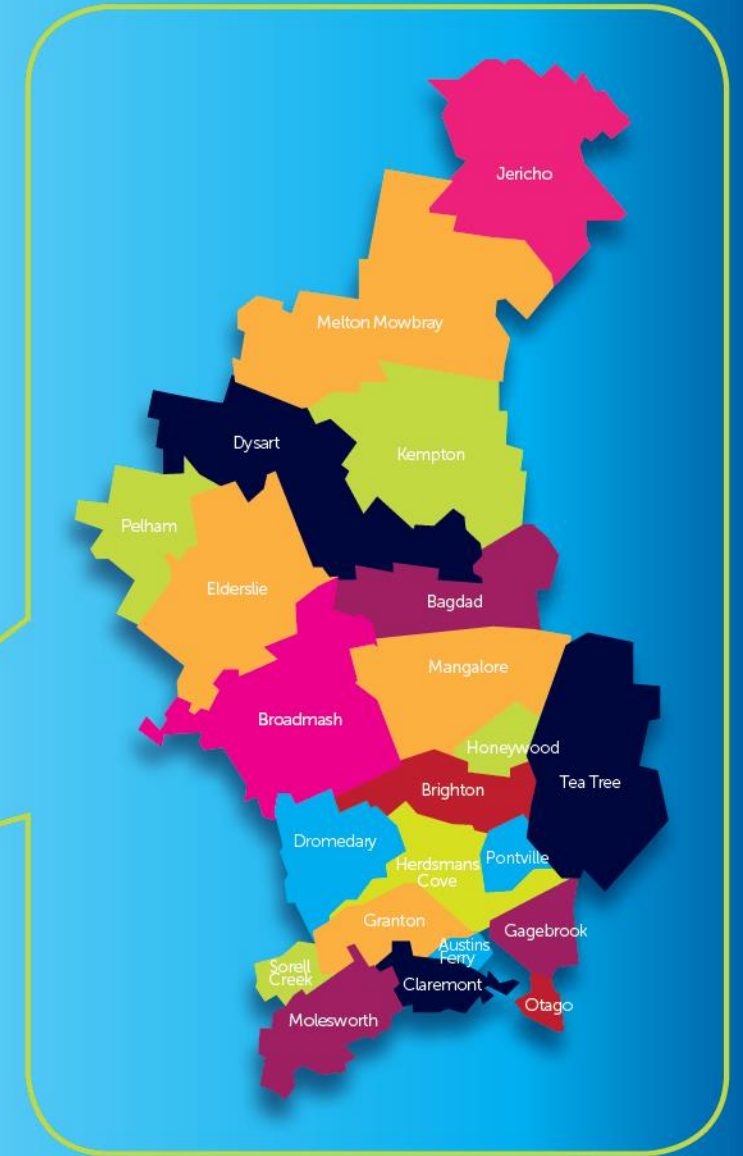 Jericho
Melton Mowbray
Dysart
Kempton
Pelham
Elderslie
Bagdad
Mangalore
Broadmash
Honeywood
Tea Tree
Brighton
Dromedary
Pontville
Herdsmans
Cove
Granton
Gagebrook
Austins
Ferry
Sorell
Creek
Claremont
Otago
Molesworth